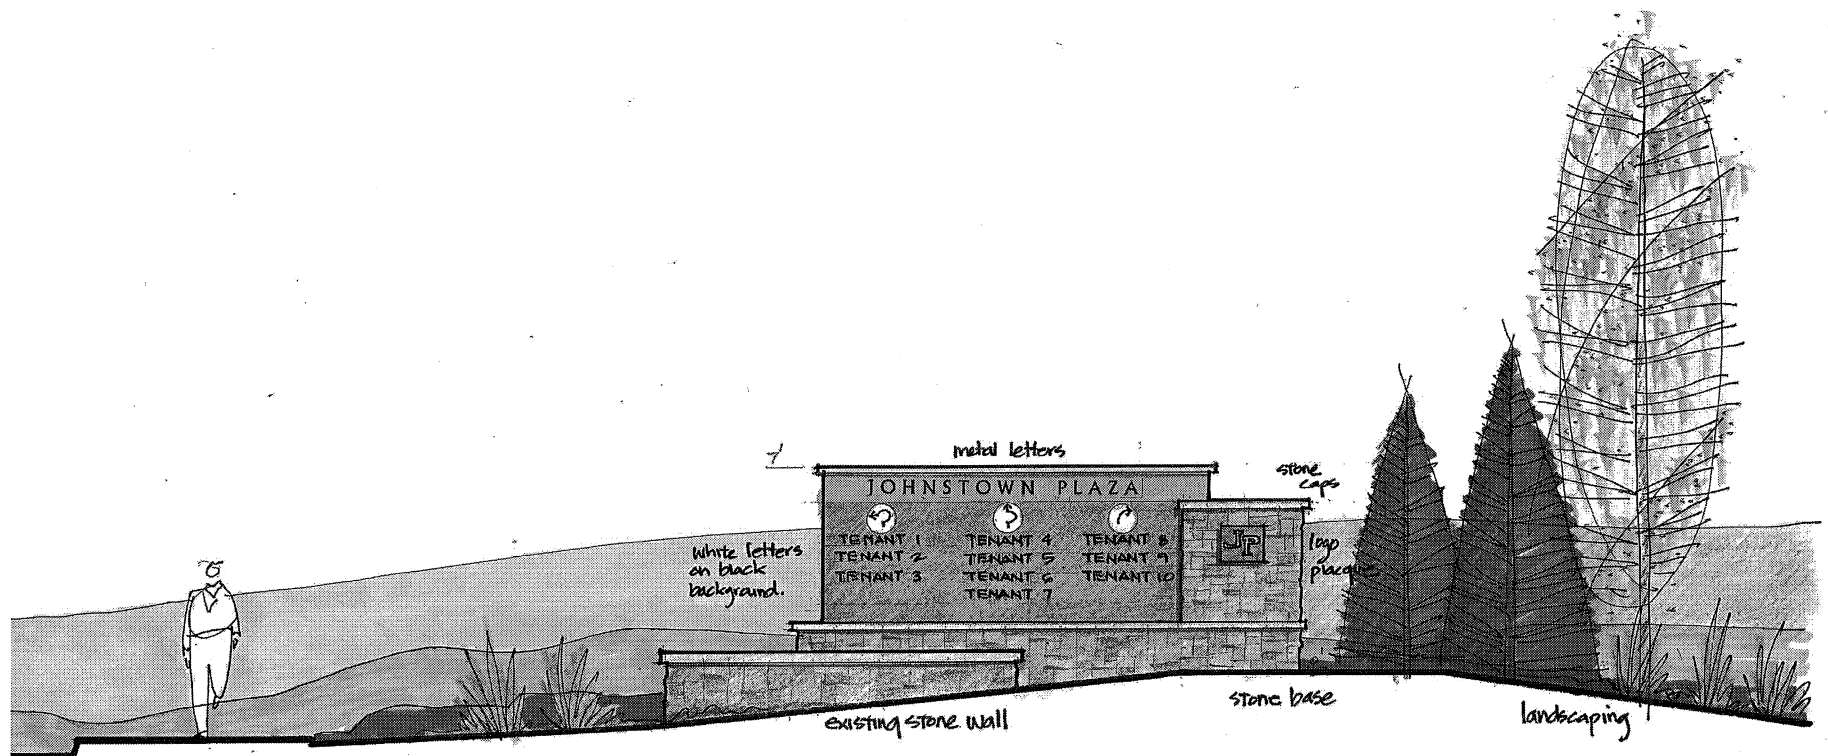 metal letters
stone
caps
JOHNSTOWN PLAZA
white letters
on black
background.
TENANT 1
TENANT 2
TENANT 3
TENANT 4
TENANT 5
TENANT 6
TENANT 7
TENANT 8
TENANT 9
TENANT 10
JP
logo
placque
existing stone wall
stone base
landscaping